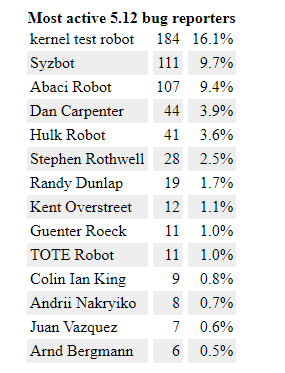 Most active 5.12 bug reporters
kernel test robot 184 16.1%
Syzbot 111 9.7%
Abaci Robot 107 9.4%
Dan Carpenter 44 3.9%
Hulk Robot 41 3.6%
Stephen Rothwell 28 2.5%
Randy Dunlap 19 1.7%
Kent Overstreet 12 1.1%
Guenter Roeck 11 1.0%
TOTE Robot 11 1.0%
Colin Ian King 9 0.8%
Andrii Nakryiko 8 0.7%
Juan Vazquez 7 0.6%
Arnd Bergmann 6 0.5%